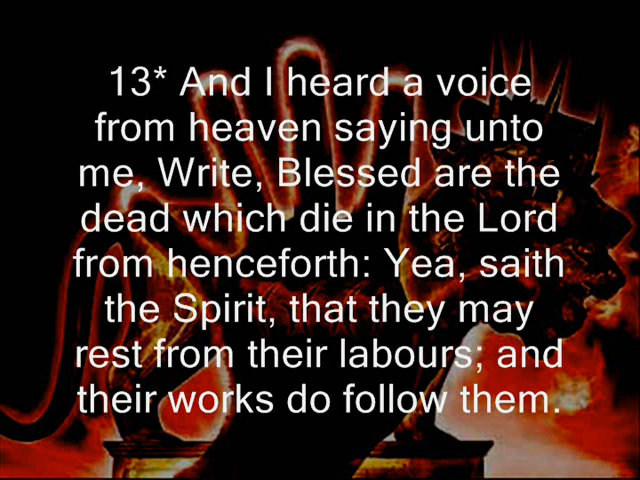 13* And I heard a voice
from heaven saying unto
me, Write, Blessed are the
dead which die in the Lord
from henceforth: Yea, saith
the Spirit, that they may
rest from their labours; and
their works do follow them.